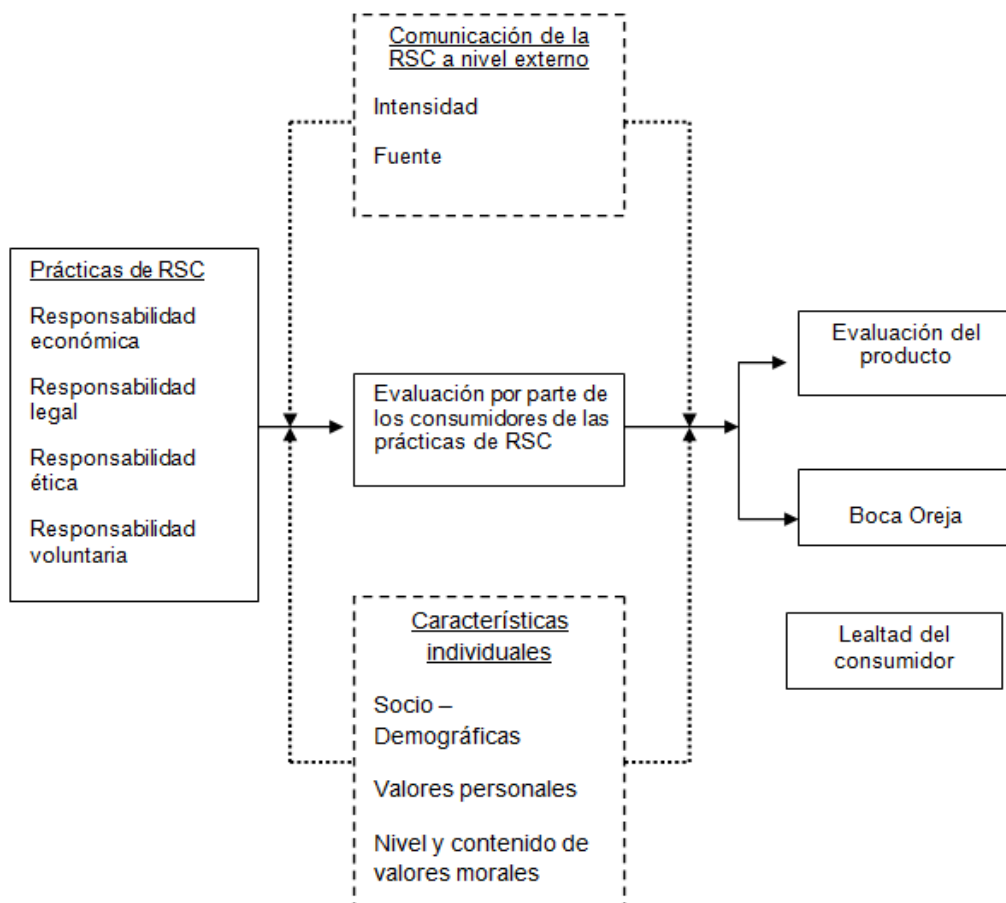 Comunicación de la
RSC a nivel externo
Intensidad
Fuente
Prácticas de RSC
Responsabilidad
económica
Responsabilidad
legal
Responsabilidad
ética
Responsabilidad
voluntaria
Evaluación por parte de
los consumidores de las
prácticas de RSC
Evaluación del
producto
Boca Oreja
Lealtad del
consumidor
Características
individuales
Socio –
Demográficas
Valores personales
Nivel y contenido de
valores morales